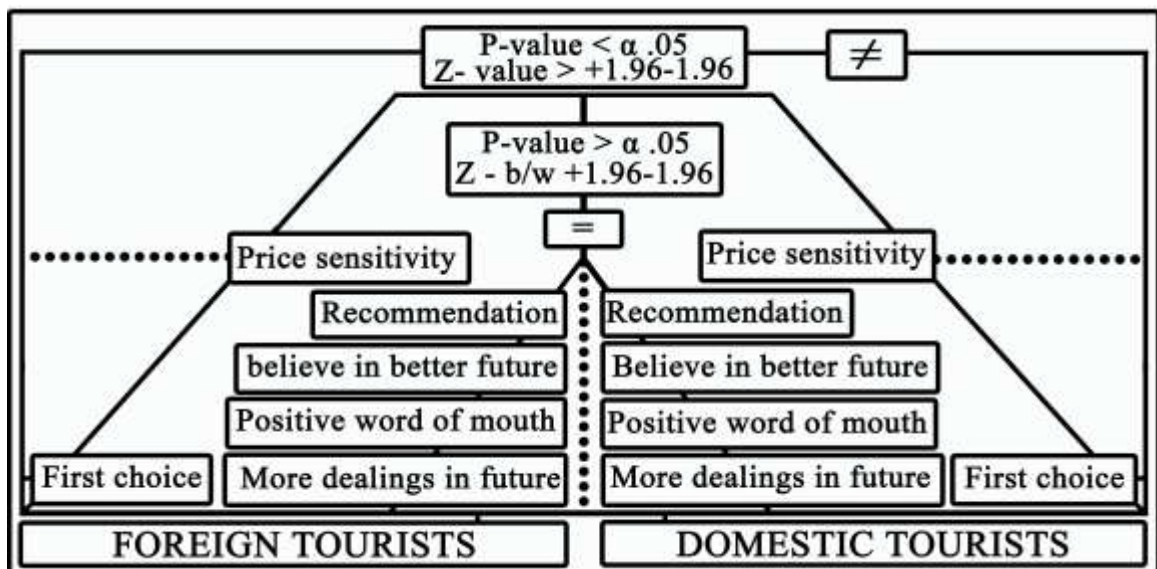 P-value < α .05
Z- value > +1.96-1.96
≠
P-value > α .05
Z - b/w +1.96-1.96
=
Price sensitivity
Price sensitivity
Recommendation
Recommendation
believe in better future
Believe in better future
Positive word of mouth
Positive word of mouth
First choice
More dealings in future
More dealings in future
First choice
FOREIGN TOURISTS
DOMESTIC TOURISTS